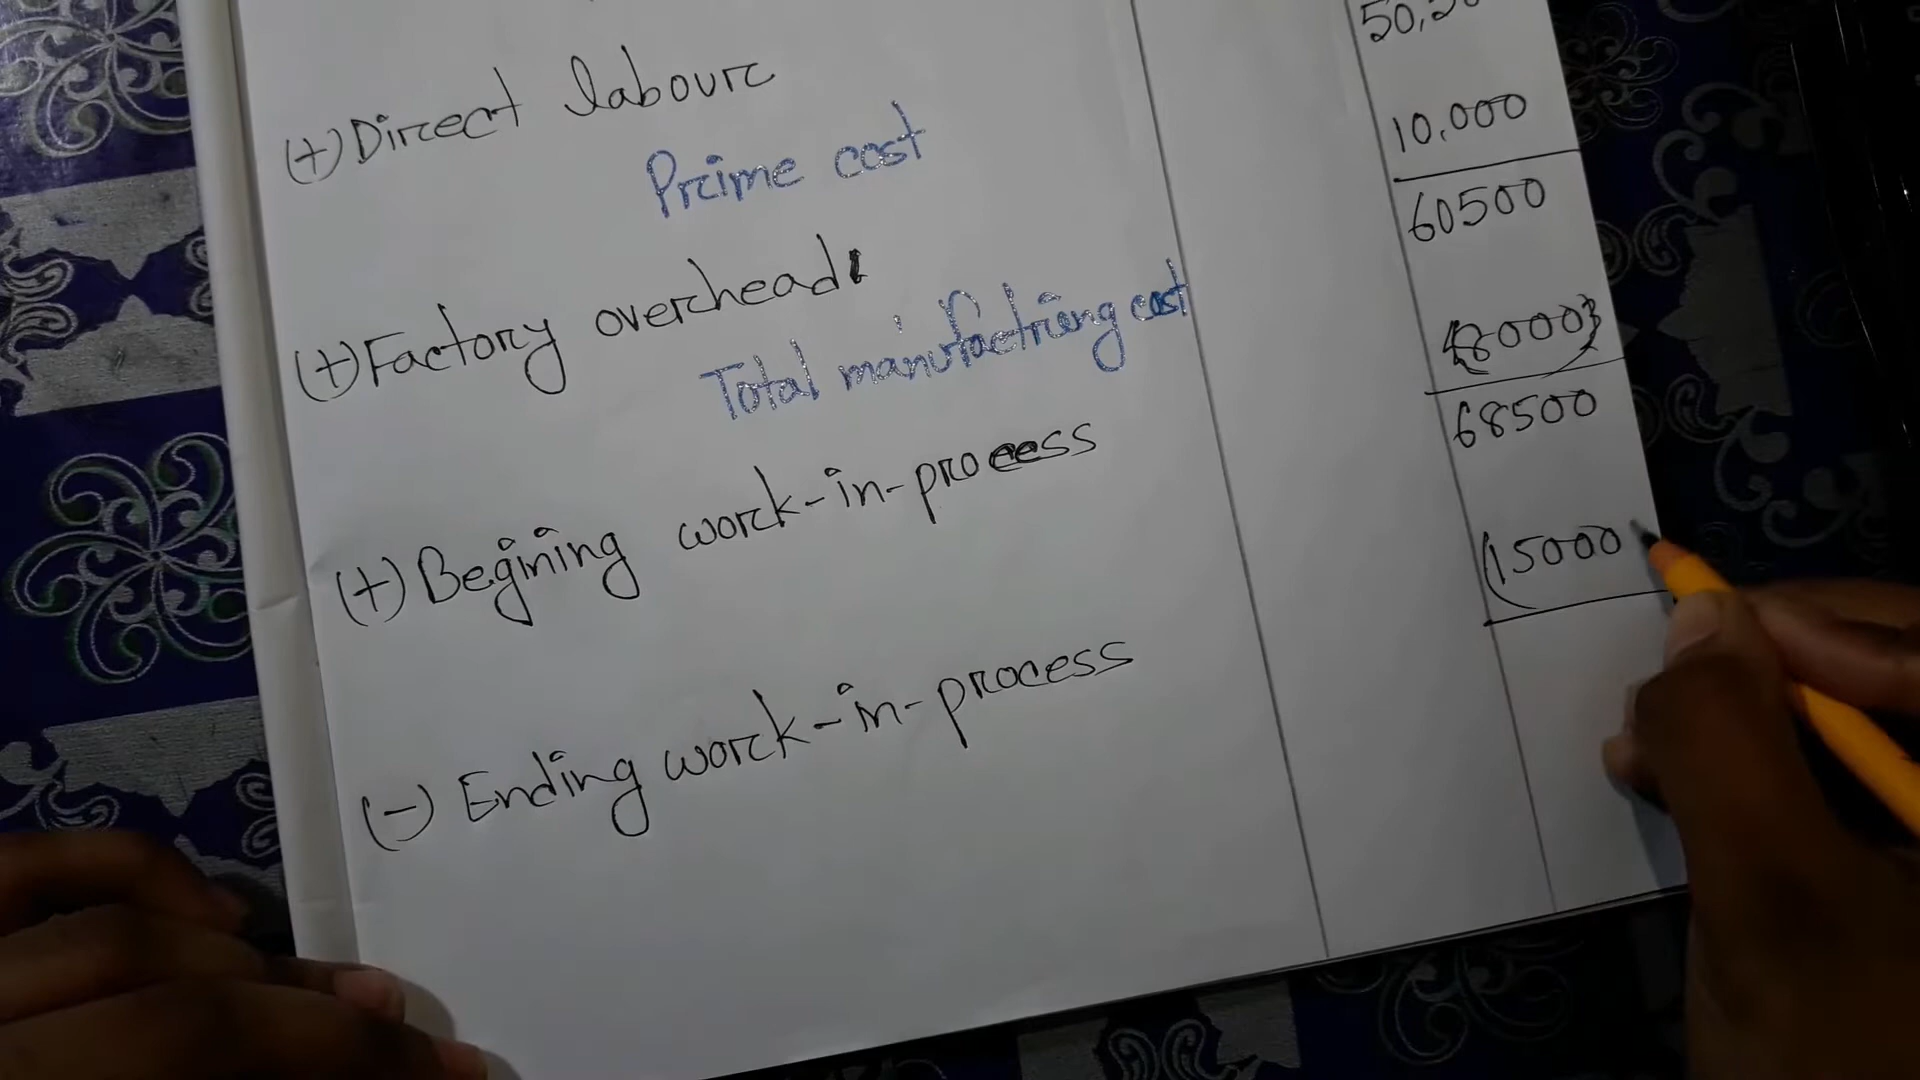 (+) Direct labour 10,000
Prime cost 60500
(+) Factory overhead (8000)
Total manufactriong cost 68500
(+) Begining work-in-process (15000
(-) Ending work-in-process